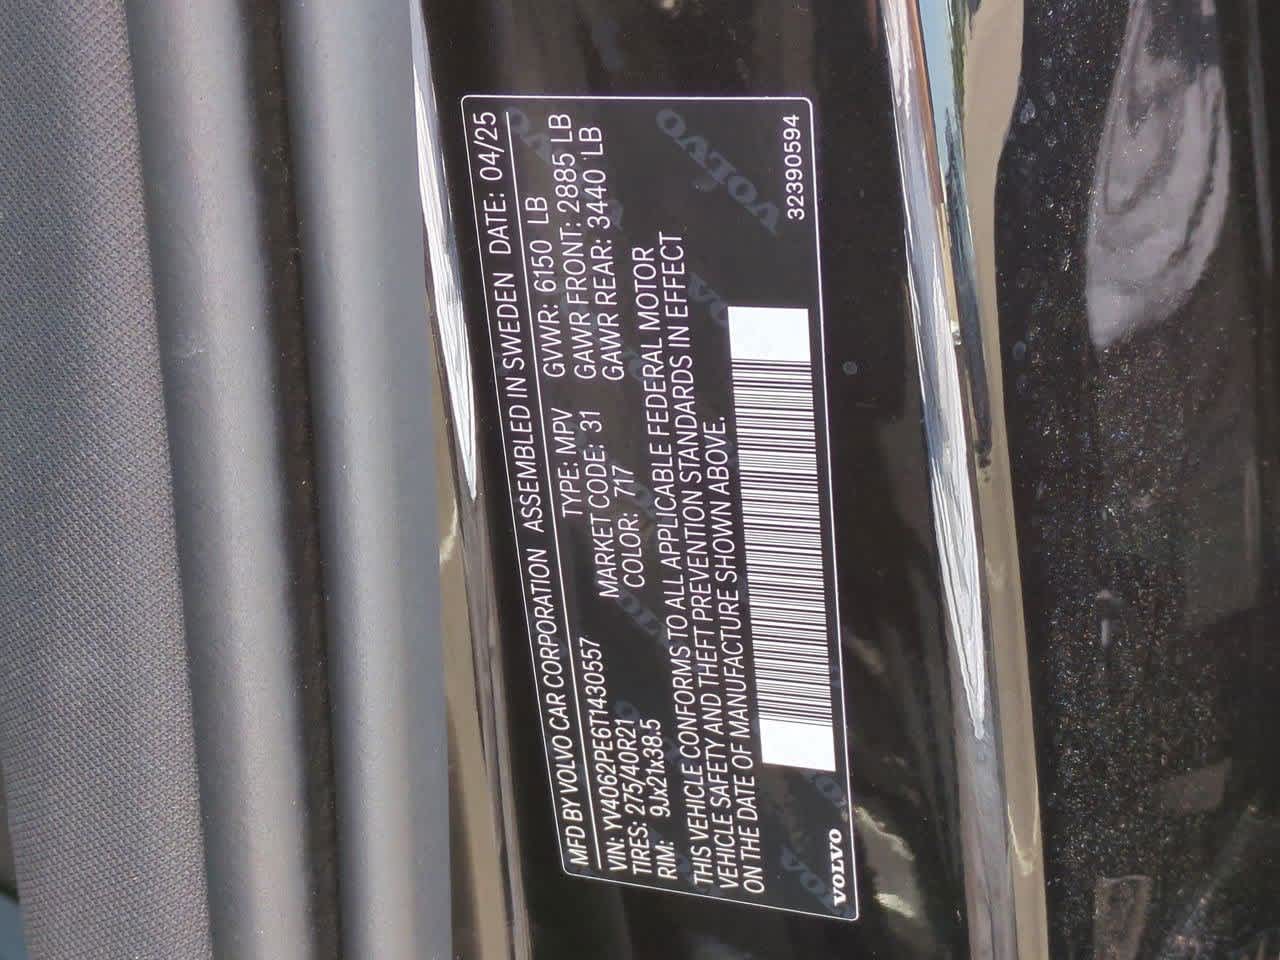 MFD BY VOLVO CAR CORPORATION ASSEMBLED IN SWEDEN DATE: 04/25
VIN: YV4062PE6T1430557 TYPE: MPV GVWR: 6150 LB
TIRES: 275/40R21 MARKET CODE: 31 GAWR FRONT: 2885 LB
RIM: 9Jx21x38.5 COLOR: 717 GAWR REAR: 3440 LB
THIS VEHICLE CONFORMS TO ALL APPLICABLE FEDERAL MOTOR
VEHICLE SAFETY AND THEFT PREVENTION STANDARDS IN EFFECT
ON THE DATE OF MANUFACTURE SHOWN ABOVE.
VOLVO 32390594